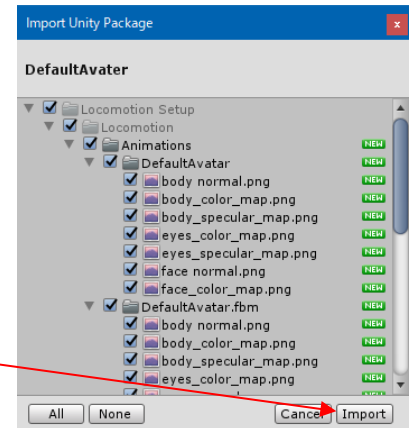 Import Unity Package x
DefaultAvater
Locomotion Setup
Locomotion
Animations NEW
DefaultAvatar NEW
body normal.png NEW
body_color_map.png NEW
body_specular_map.png NEW
eyes_color_map.png NEW
eyes_specular_map.png NEW
face normal.png NEW
face_color_map.png NEW
DefaultAvatar.fbm NEW
body normal.png NEW
body_color_map.png NEW
body_specular_map.png NEW
eyes_color_map.png NEW
All None Cancel Import